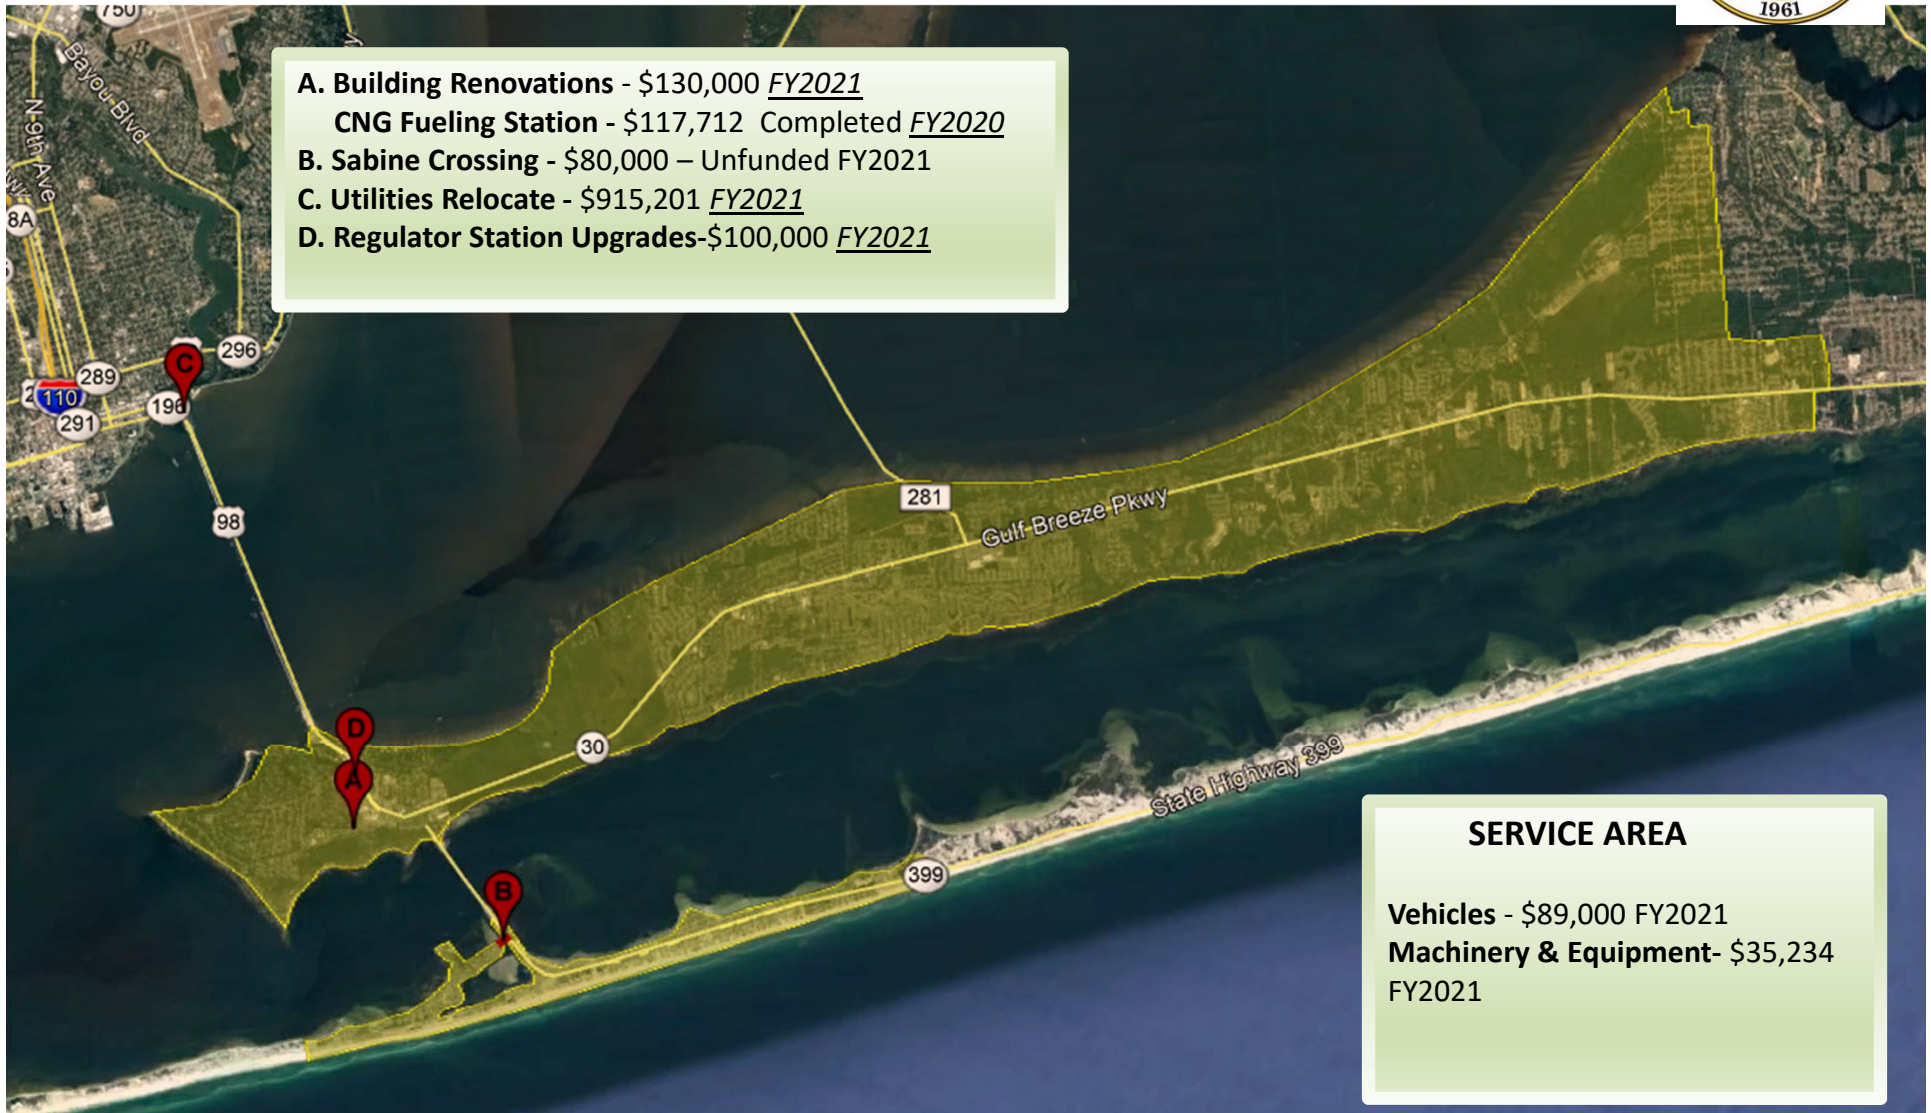 1961
750
Bayou Blvd
N 9th Ave
A. Building Renovations - $130,000 FY2021
CNG Fueling Station - $117,712 Completed FY2020
B. Sabine Crossing - $80,000 – Unfunded FY2021
C. Utilities Relocate - $915,201 FY2021
D. Regulator Station Upgrades-$100,000 FY2021
8A
296
C
289
110
196
291
98
281
Gulf Breeze Pkwy
D
A
30
State Highway 399
B
399
SERVICE AREA
Vehicles - $89,000 FY2021
Machinery & Equipment- $35,234
FY2021